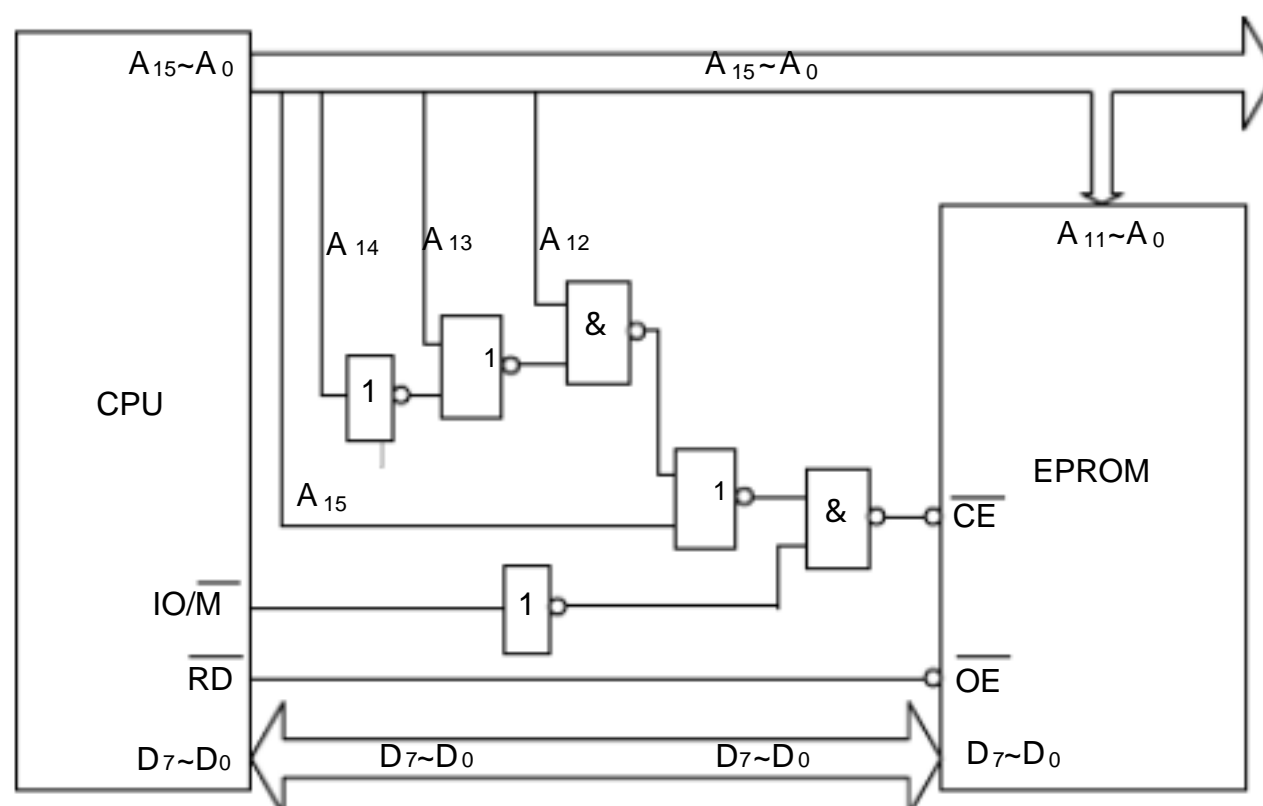 A15~A0
A15~A0
A14
A13
A12
A11~A0
&
1
1
CPU
EPROM
A15
1
&
CE
IO/M
1
RD
OE
D7~D0
D7~D0
D7~D0
D7~D0